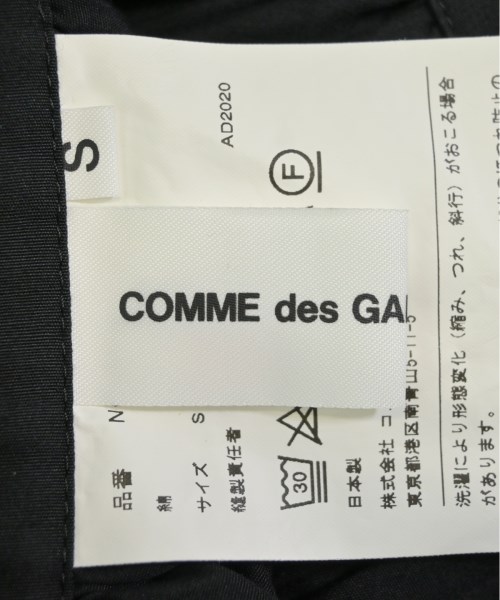 S
COMME des GA
AD2020
品番 N
綿
サイズ S
縫製責任者
F
30
日本製
株式会社 コ
東京都港区南青山5-11-5
洗濯により形態変化（縮み、つれ、斜行）がおこる場合
があります。